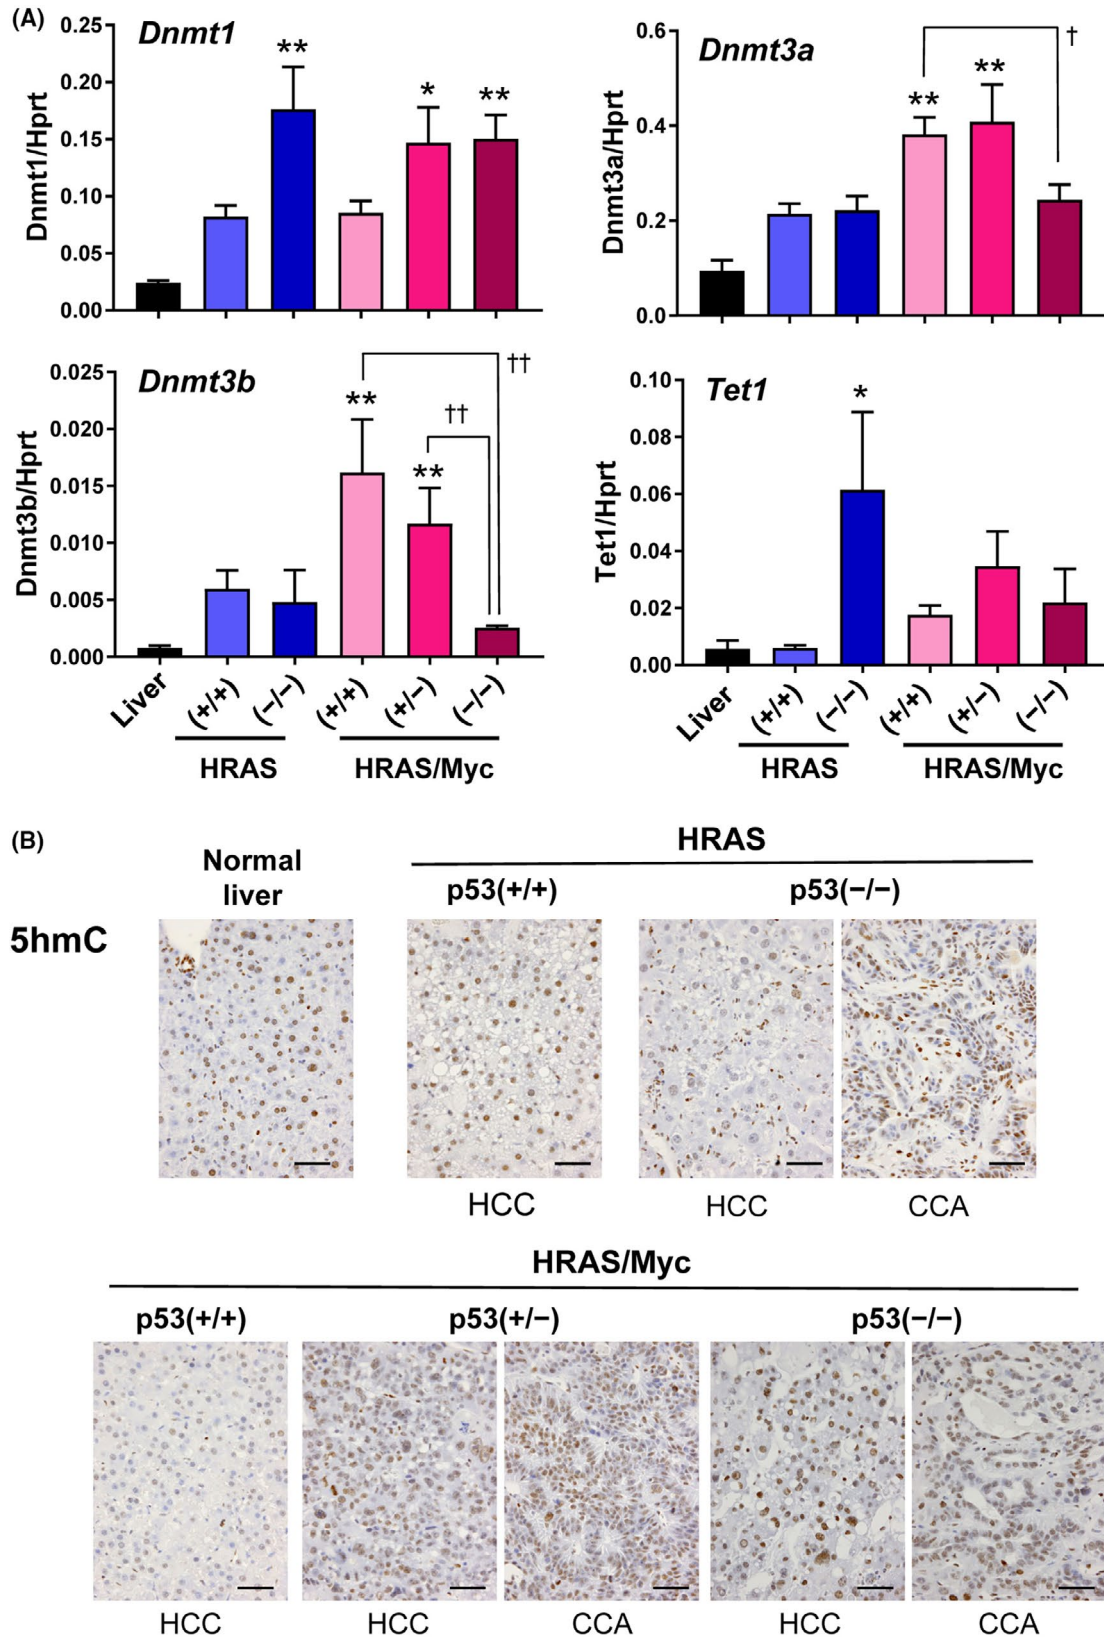 (A)
Dnmt1
Dnmt1/Hprt
0.25
0.20
0.15
0.10
0.05
0.00
**
*
**
Dnmt3a
Dnmt3a/Hprt
0.6
0.4
0.2
0.0
**
**
†
Dnmt3b
Dnmt3b/Hprt
0.025
0.020
0.015
0.010
0.005
0.000
**
**
††
††
Liver
(+/+)
(−/−)
(+/+)
(+/−)
(−/−)
HRAS
HRAS/Myc
Tet1
Tet1/Hprt
0.10
0.08
0.06
0.04
0.02
0.00
*
Liver
(+/+)
(−/−)
(+/+)
(+/−)
(−/−)
HRAS
HRAS/Myc
(B)
5hmC
Normal
liver
HRAS
p53(+/+)
p53(−/−)
HCC
HCC
CCA
HRAS/Myc
p53(+/+)
p53(+/−)
p53(−/−)
HCC
HCC
CCA
HCC
CCA